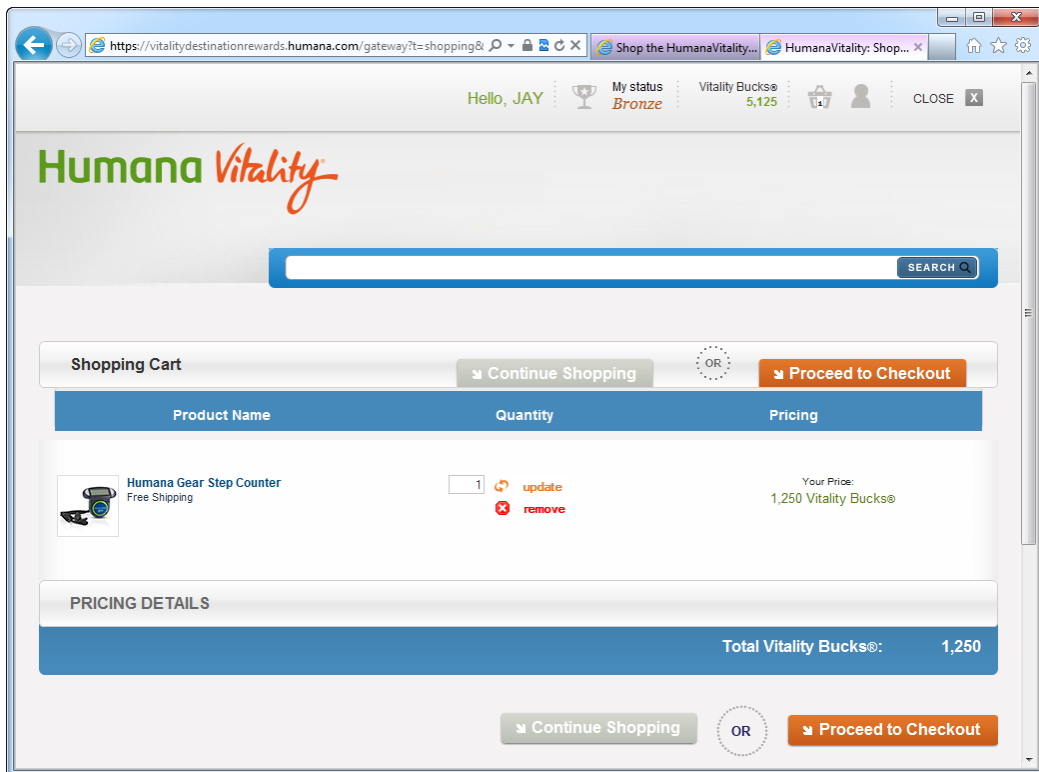 https://vitalitydestinationrewards.humana.com/gateway?t=shopping&
Shop the HumanaVitality...
HumanaVitality: Shop...
Hello, JAY
My status
Bronze
Vitality Bucks®
5,125
1
CLOSE X
Humana Vitality
SEARCH
Shopping Cart
Continue Shopping
OR
Proceed to Checkout
Product Name Quantity Pricing
Humana Gear Step Counter
Free Shipping
1 update
remove
Your Price:
1,250 Vitality Bucks®
PRICING DETAILS
Total Vitality Bucks®: 1,250
Continue Shopping
OR
Proceed to Checkout